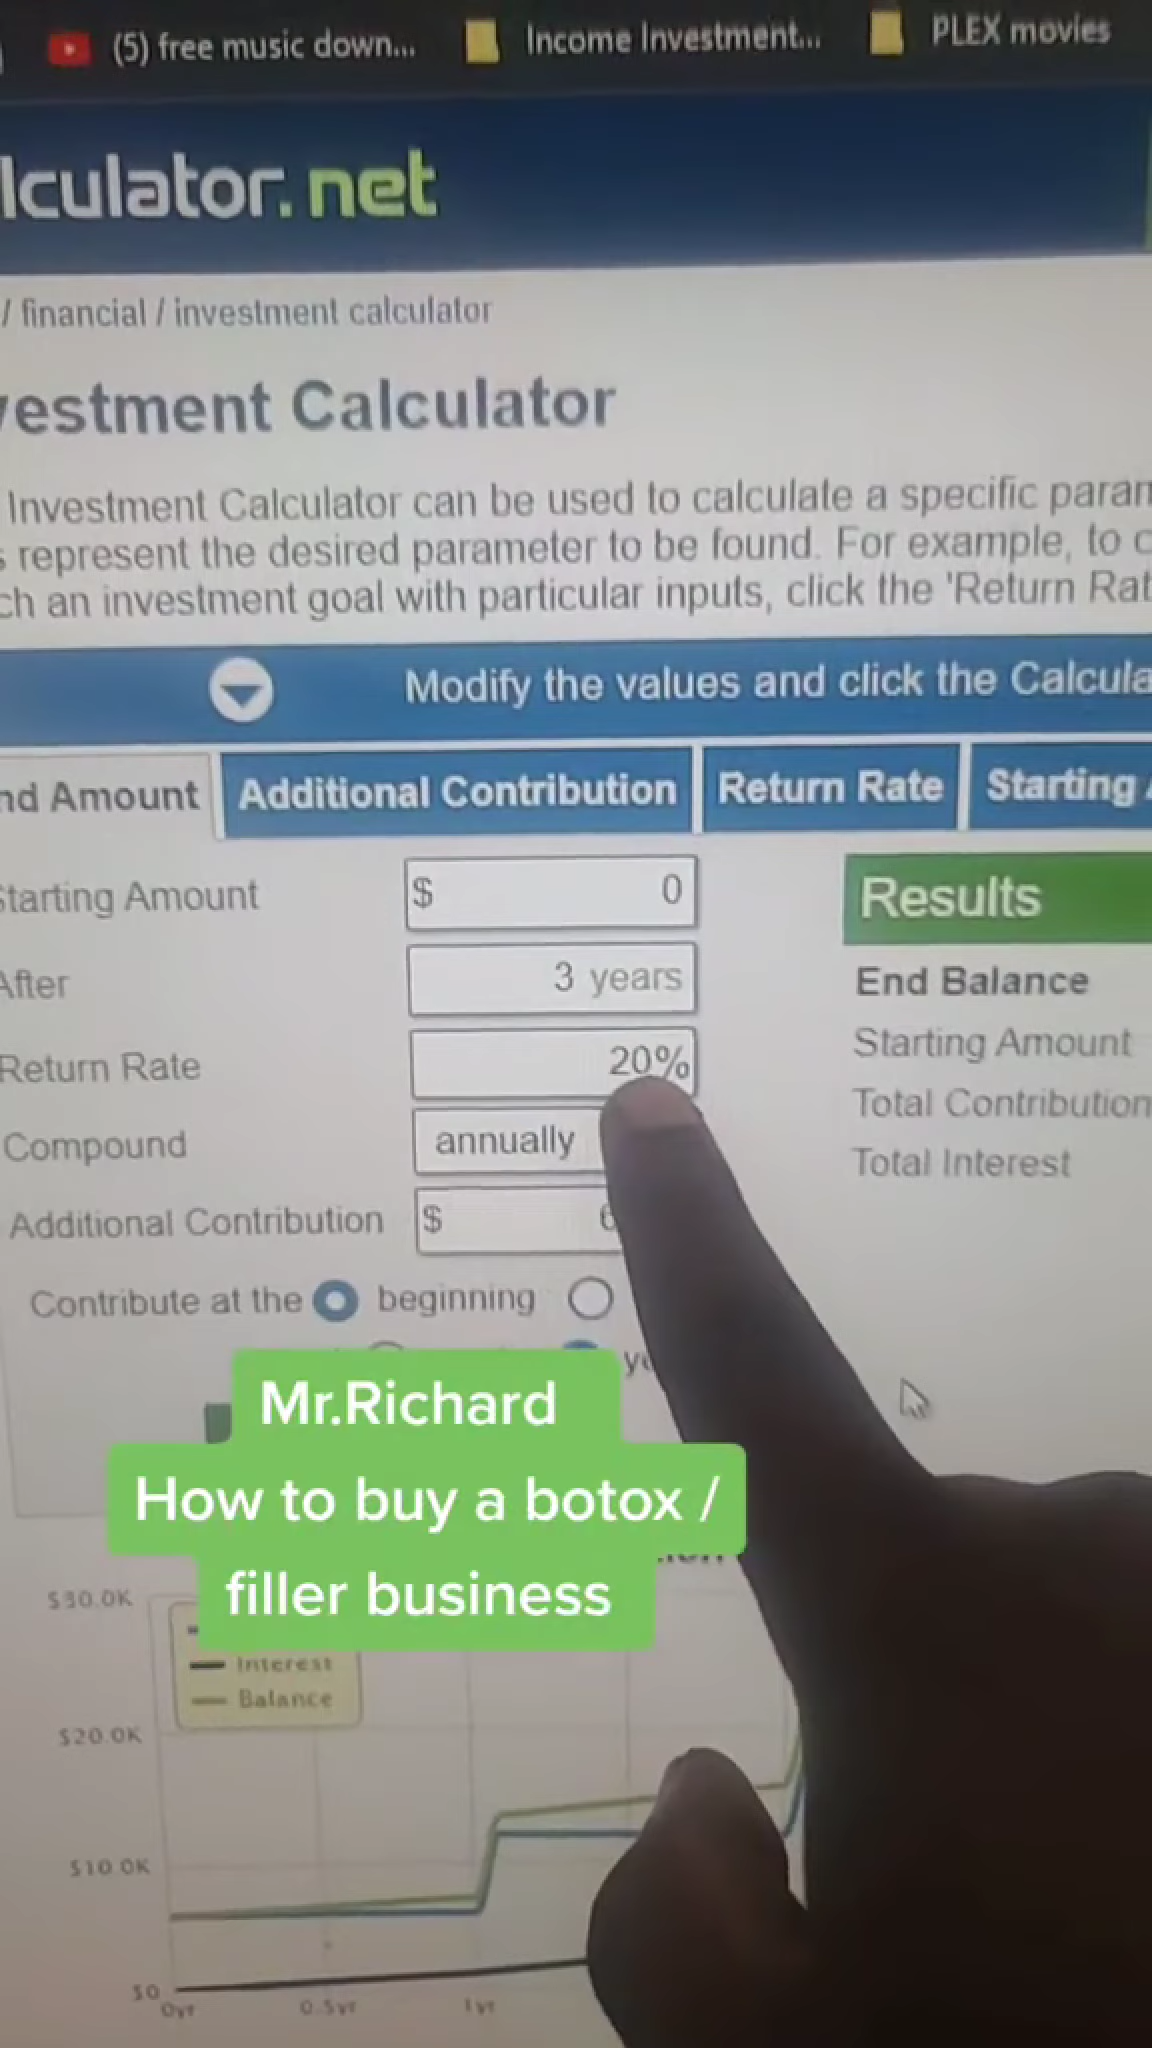 (5) free music down...
Income Investment...
PLEX movies
lculator.net
/ financial / investment calculator
vestment Calculator
Investment Calculator can be used to calculate a specific param
s represent the desired parameter to be found. For example, to c
ch an investment goal with particular inputs, click the 'Return Rat
Modify the values and click the Calcula
nd Amount
Additional Contribution
Return Rate
Starting
Starting Amount
$ 0
After
3 years
Return Rate
20%
Compound
annually
Additional Contribution
$ 6
Contribute at the beginning
Results
End Balance
Starting Amount
Total Contribution
Total Interest
Mr.Richard
How to buy a botox /
filler business
$30.0K
Interest
Balance
$20.0K
$10.0K
$0
0yr
0.5yr
1yr